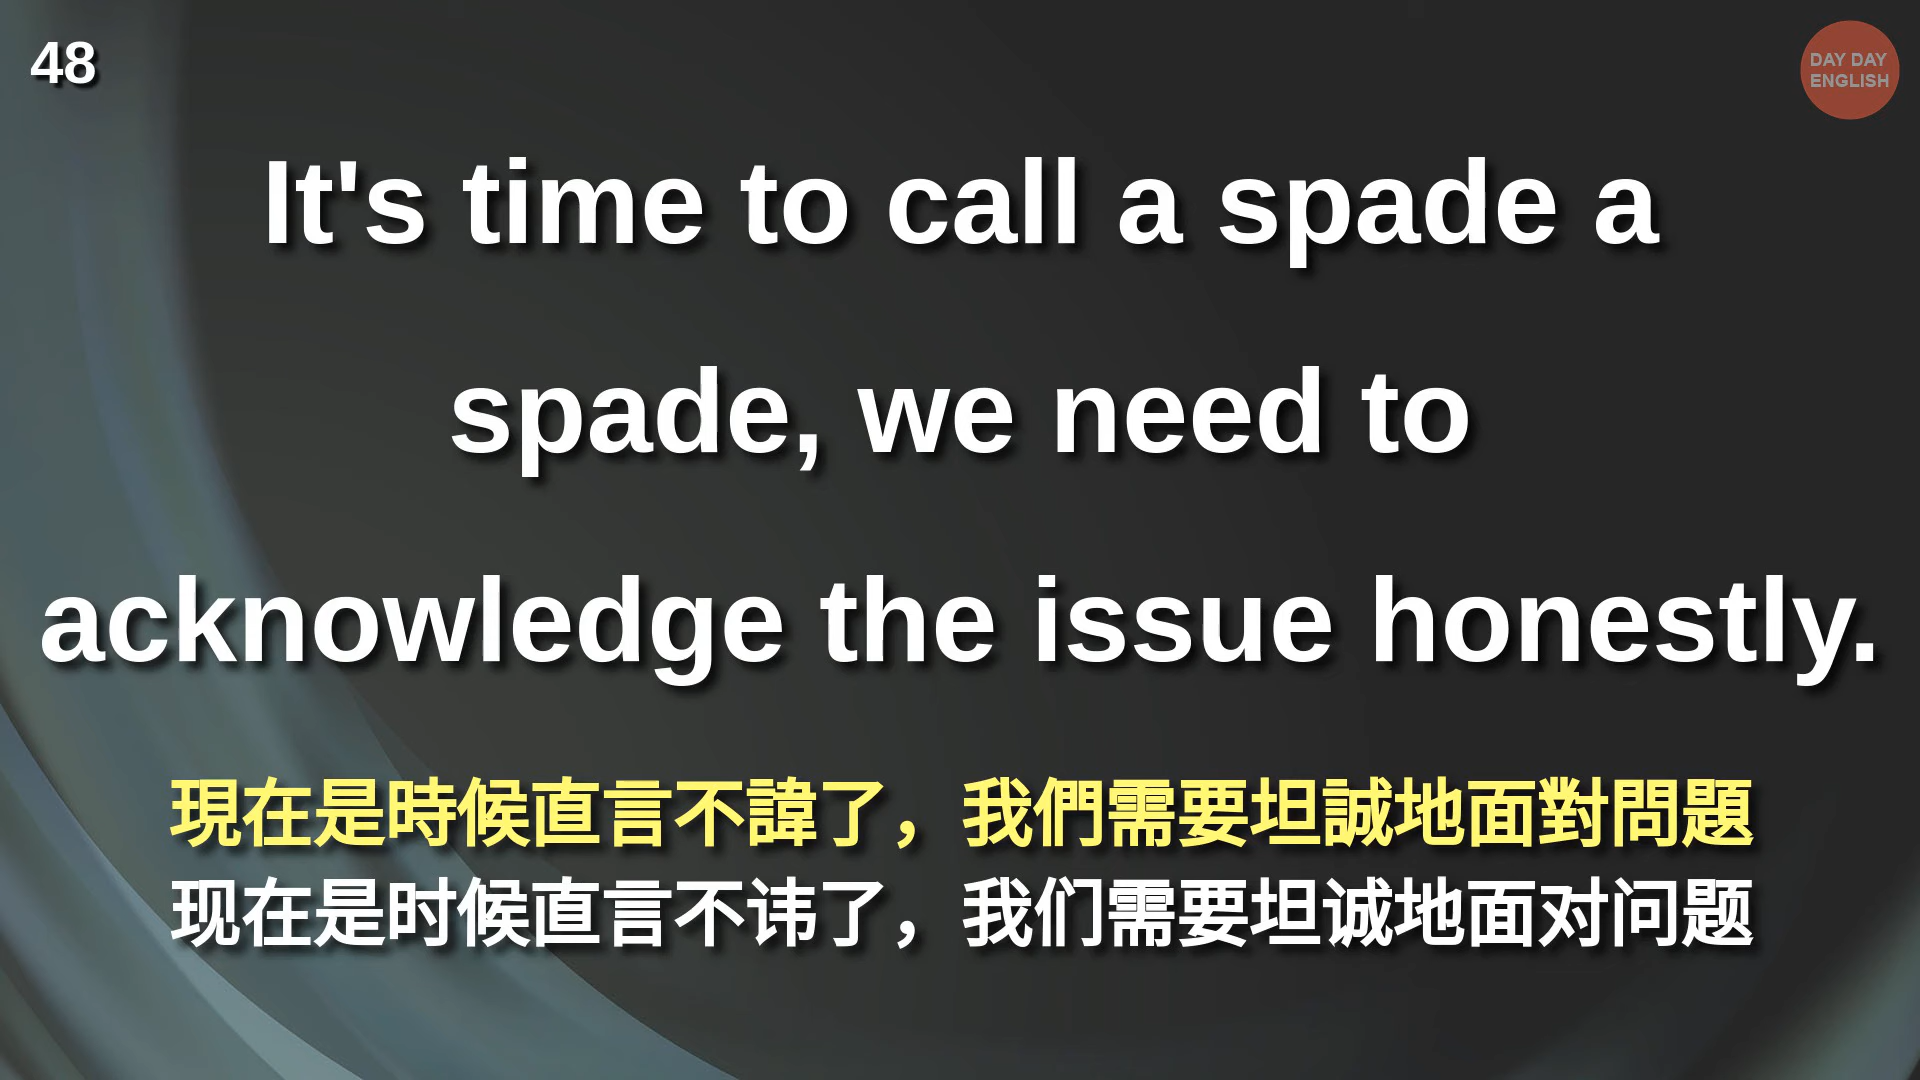 48
DAY DAY
ENGLISH
It's time to call a spade a
spade, we need to
acknowledge the issue honestly.
現在是時候直言不諱了，我們需要坦誠地面對問題
现在是时候直言不讳了，我们需要坦诚地面对问题